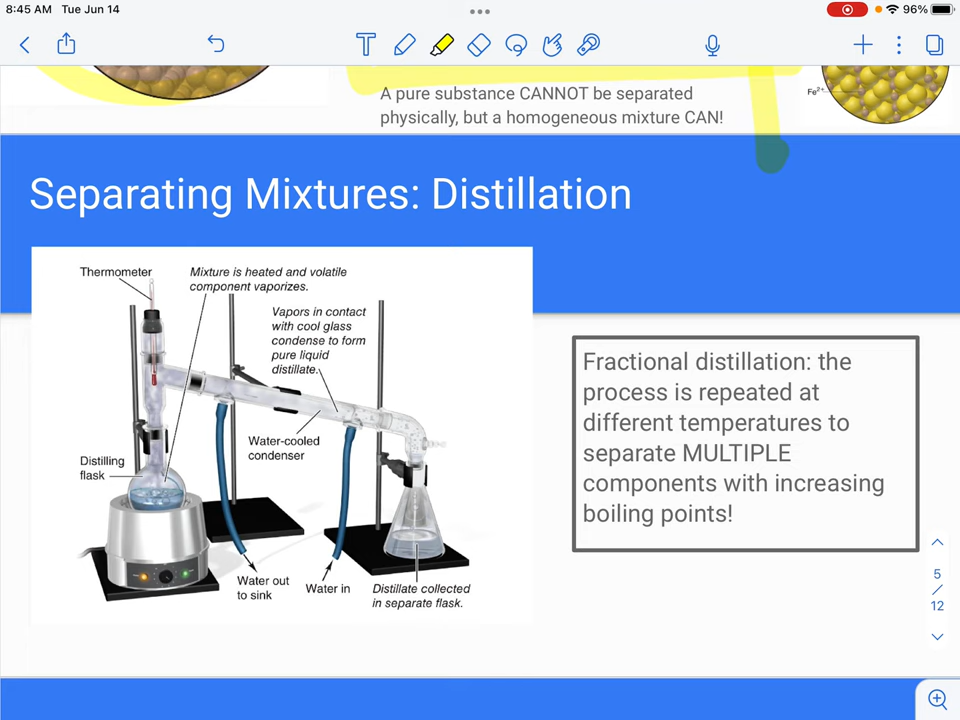 8:45 AM Tue Jun 14
96%
A pure substance CANNOT be separated
physically, but a homogeneous mixture CAN!
Fe2+
Separating Mixtures: Distillation
Thermometer
Mixture is heated and volatile
component vaporizes.
Vapors in contact
with cool glass
condense to form
pure liquid
distillate.
Water-cooled
condenser
Distilling
flask
Water out
to sink
Water in
Distillate collected
in separate flask.
Fractional distillation: the
process is repeated at
different temperatures to
separate MULTIPLE
components with increasing
boiling points!
5
/
12